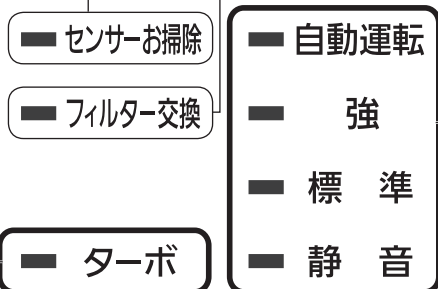 センサーお掃除
フィルター交換
ターボ
自動運転
強
標 準
静 音